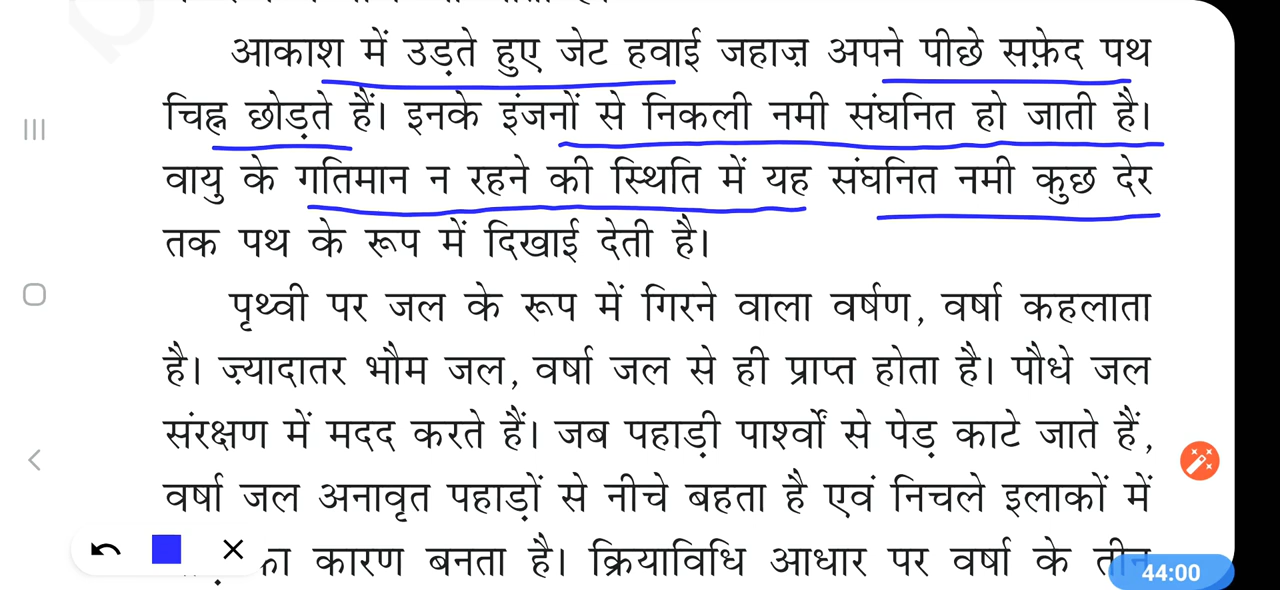 आकाश में उड़ते हुए जेट हवाई जहाज़ अपने पीछे सफ़ेद पथ
चिह्न छोड़ते हैं। इनके इंजनों से निकली नमी संघनित हो जाती है।
वायु के गतिमान न रहने की स्थिति में यह संघनित नमी कुछ देर
तक पथ के रूप में दिखाई देती है।
पृथ्वी पर जल के रूप में गिरने वाला वर्षण, वर्षा कहलाता
है। ज़्यादातर भौम जल, वर्षा जल से ही प्राप्त होता है। पौधे जल
संरक्षण में मदद करते हैं। जब पहाड़ी पार्श्वों से पेड़ काटे जाते हैं,
वर्षा जल अनावृत पहाड़ों से नीचे बहता है एवं निचले इलाकों में
कारण बनता है। क्रियाविधि आधार पर वर्षा के तीन
44:00